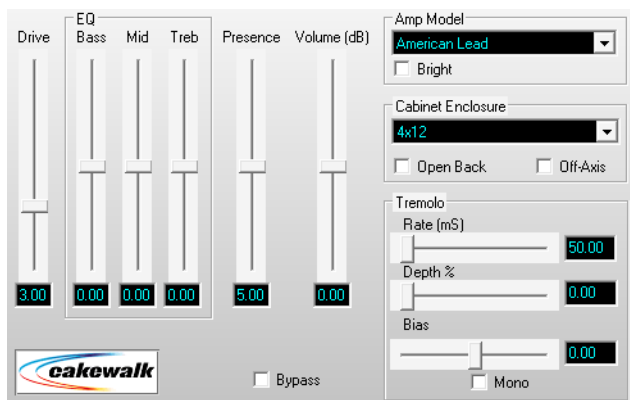 EQ
Drive Bass Mid Treb Presence Volume (dB)
3.00 0.00 0.00 0.00 5.00 0.00
cakewalk
Bypass
Amp Model
American Lead
Bright
Cabinet Enclosure
4x12
Open Back Off-Axis
Tremolo
Rate (mS)
50.00
Depth %
0.00
Bias
0.00
Mono